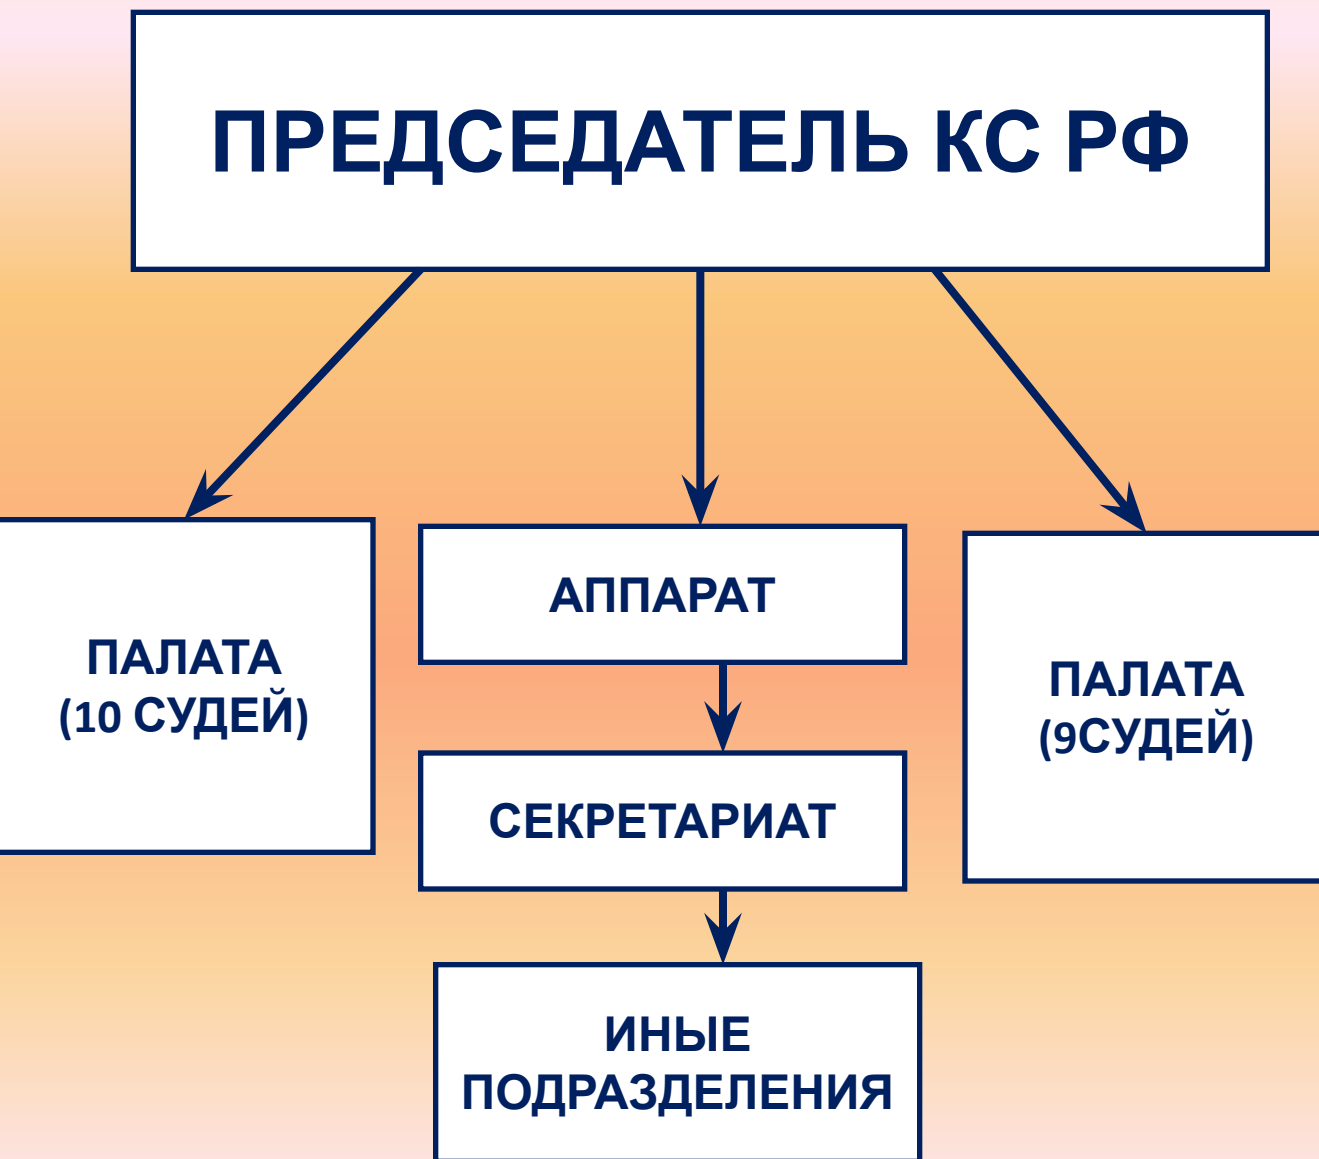 ПРЕДСЕДАТЕЛЬ КС РФ
ПАЛАТА
(10 СУДЕЙ)
АППАРАТ
СЕКРЕТАРИАТ
ИНЫЕ
ПОДРАЗДЕЛЕНИЯ
ПАЛАТА
(9СУДЕЙ)